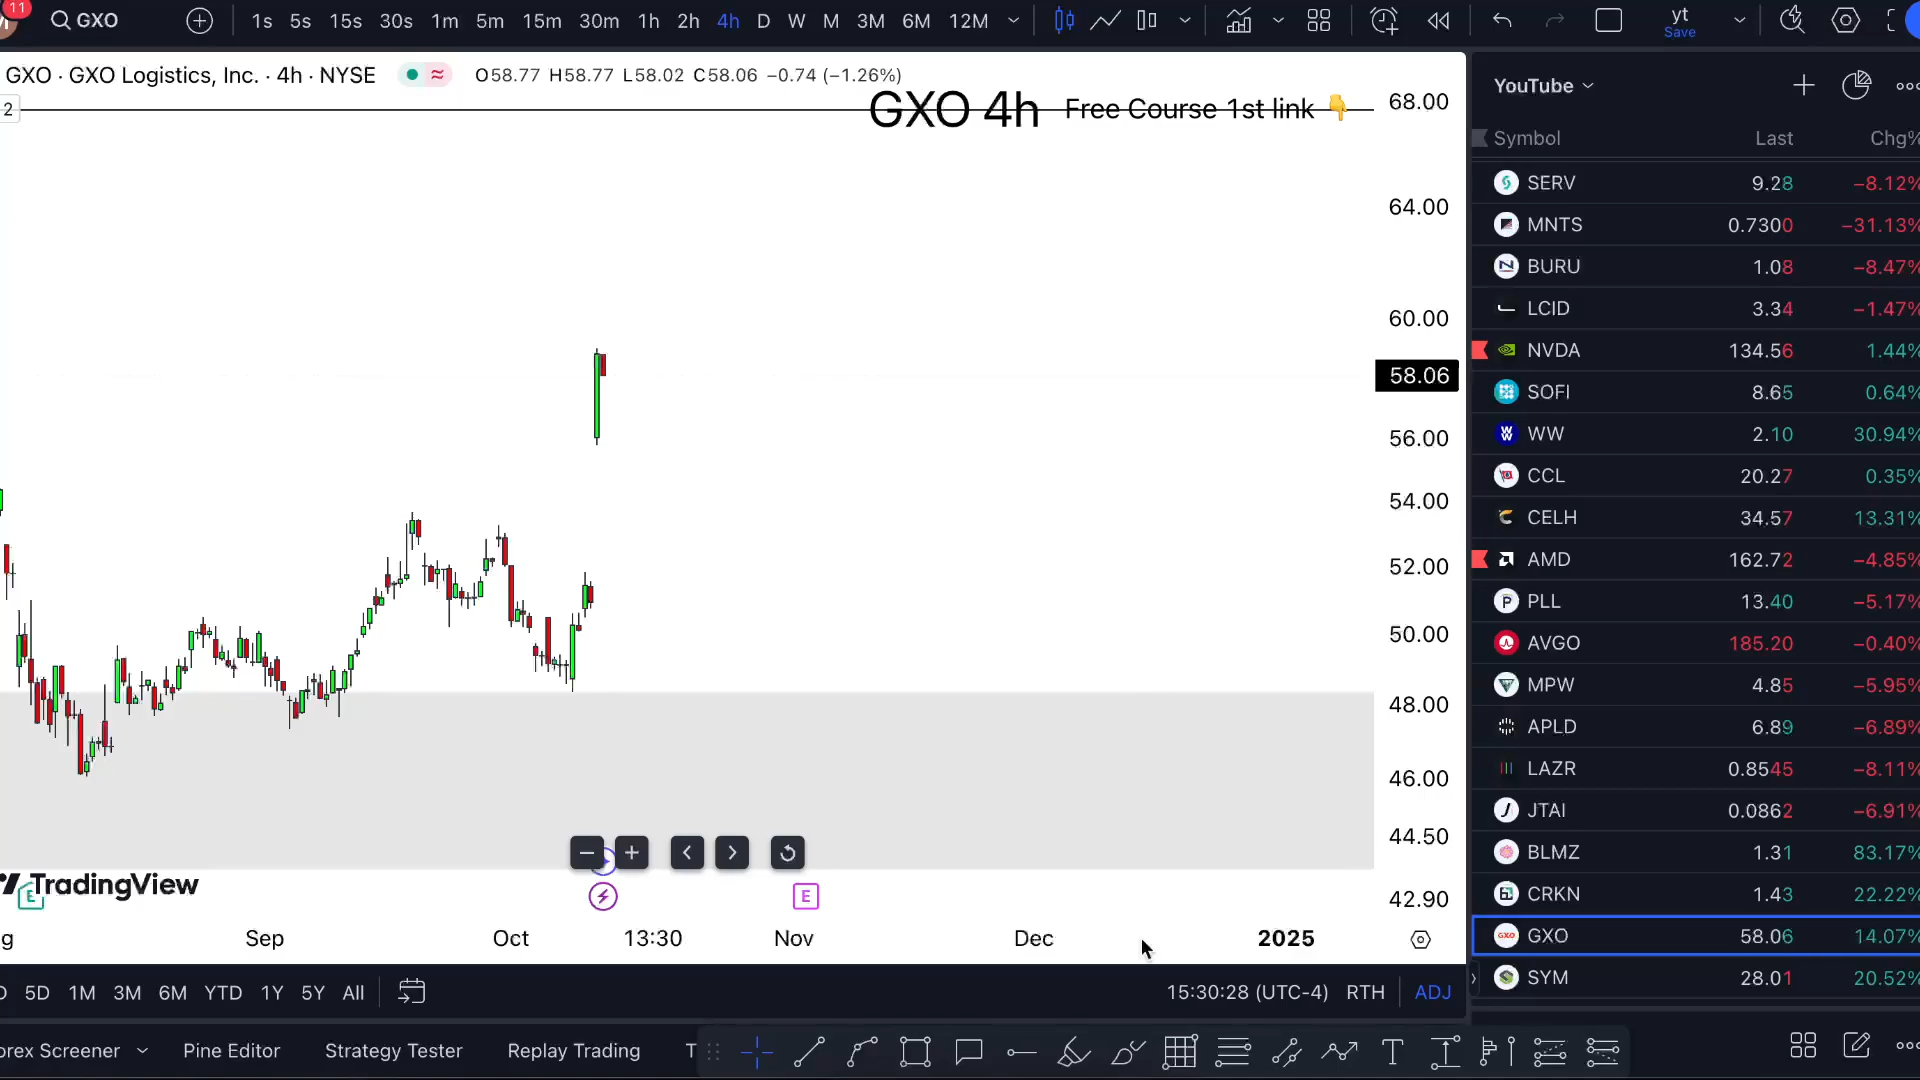 11
GXO
1s 5s 15s 30s 1m 5m 15m 30m 1h 2h 4h D W M 3M 6M 12M
yt
Save
GXO · GXO Logistics, Inc. · 4h · NYSE
O58.77 H58.77 L58.02 C58.06 −0.74 (−1.26%)
2
GXO 4h Free Course 1st link 👇
68.00
64.00
60.00
58.06
56.00
54.00
52.00
50.00
48.00
46.00
44.50
42.90
TradingView
E
E
g Sep Oct 13:30 Nov Dec 2025
5D 1M 3M 6M YTD 1Y 5Y All
15:30:28 (UTC-4) RTH ADJ
orex Screener Pine Editor Strategy Tester Replay Trading T
YouTube
Symbol Last Chg%
SERV 9.28 −8.12%
MNTS 0.7300 −31.13%
BURU 1.08 −8.47%
LCID 3.34 −1.47%
NVDA 134.56 1.44%
SOFI 8.65 0.64%
WW 2.10 30.94%
CCL 20.27 0.35%
CELH 34.57 13.31%
AMD 162.72 −4.85%
PLL 13.40 −5.17%
AVGO 185.20 −0.40%
MPW 4.85 −5.95%
APLD 6.89 −6.89%
LAZR 0.8545 −8.11%
JTAI 0.0862 −6.91%
BLMZ 1.31 83.17%
CRKN 1.43 22.22%
GXO 58.06 14.07%
SYM 28.01 20.52%